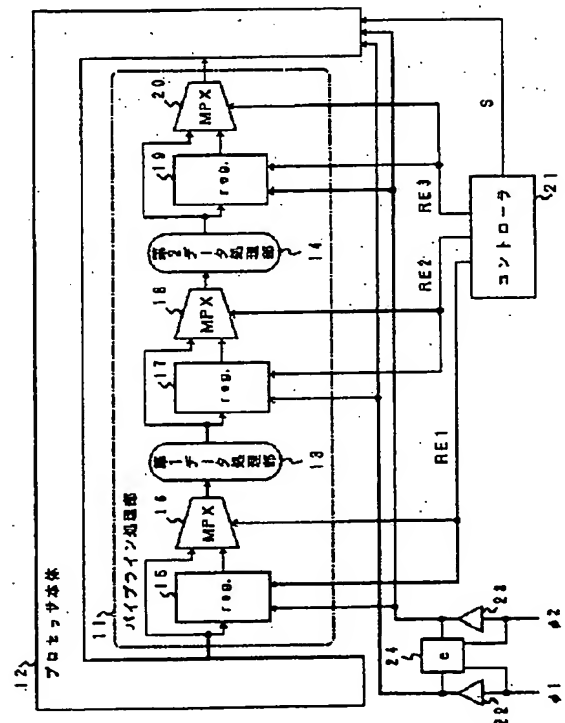 12
プロセッサ本体
11
パイプライン処理部
15
reg.
16
MPX
第1データ処理部
13
17
reg.
18
MPX
第2データ処理部
14
19
reg.
20
MPX
RE1
RE2
RE3
S
コントローラ
21
22
23
24
e
φ1
φ2